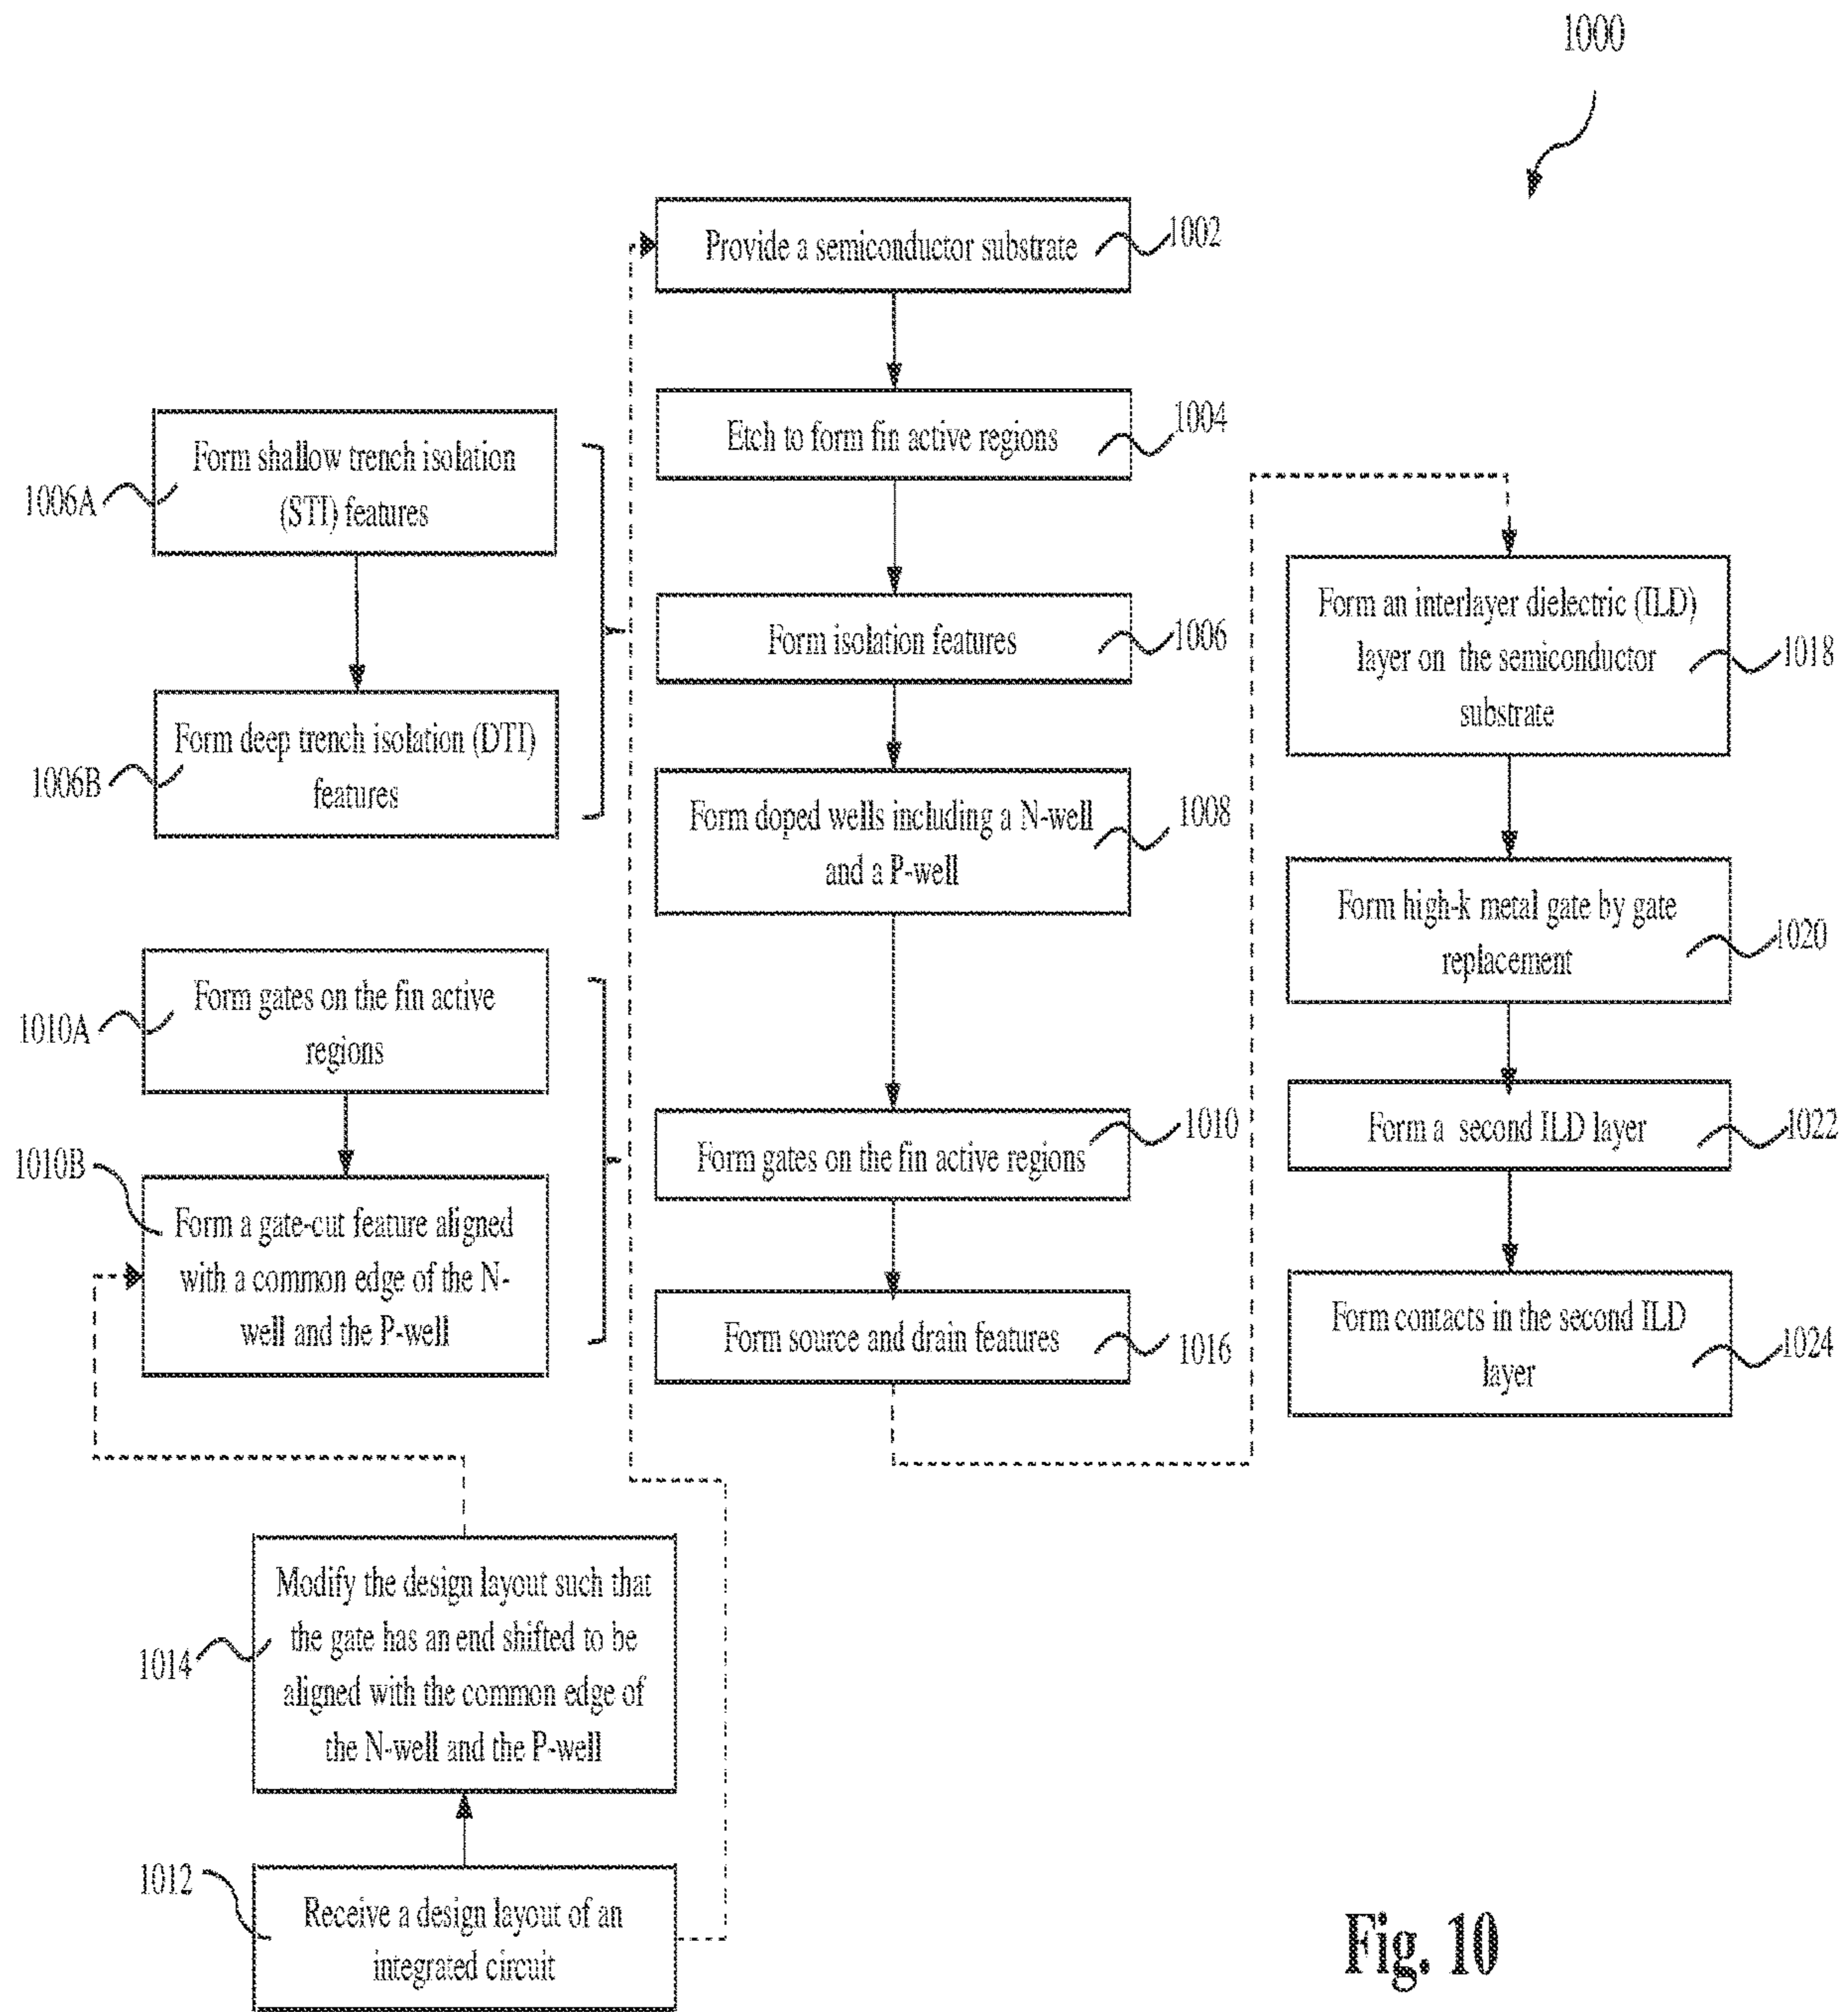 1000
Provide a semiconductor substrate
1002
Etch to form fin active regions
1004
Form shallow trench isolation
(STI) features
1006A
Form deep trench isolation (DTI)
features
1006B
Form isolation features
1006
Form doped wells including a N-well
and a P-well
1008
Form gates on the fin active
regions
1010A
1010B
Form a gate-cut feature aligned
with a common edge of the N-
well and the P-well
Form gates on the fin active regions
1010
Form source and drain features
1016
Modify the design layout such that
the gate has an end shifted to be
aligned with the common edge of
the N-well and the P-well
1014
1012
Receive a design layout of an
integrated circuit
Form an interlayer dielectric (ILD)
layer on the semiconductor
substrate
1018
Form high-k metal gate by gate
replacement
1020
Form a second ILD layer
1022
Form contacts in the second ILD
layer
1024
Fig. 10